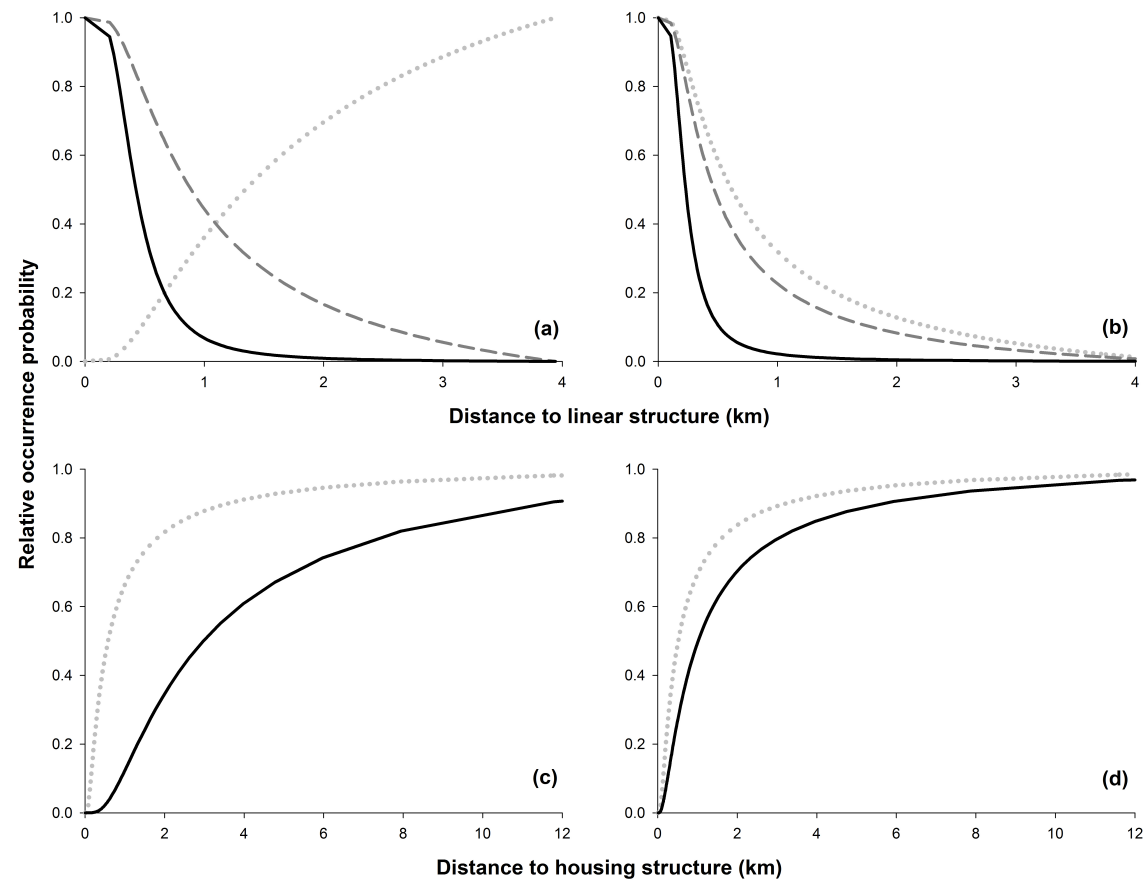 Relative occurrence probability
1.0
0.8
0.6
0.4
0.2
0.0
0 1 2 3 4
(a)
1.0
0.8
0.6
0.4
0.2
0.0
0 1 2 3 4
(b)
Distance to linear structure (km)
1.0
0.8
0.6
0.4
0.2
0.0
0 2 4 6 8 10 12
(c)
1.0
0.8
0.6
0.4
0.2
0.0
0 2 4 6 8 10 12
(d)
Distance to housing structure (km)